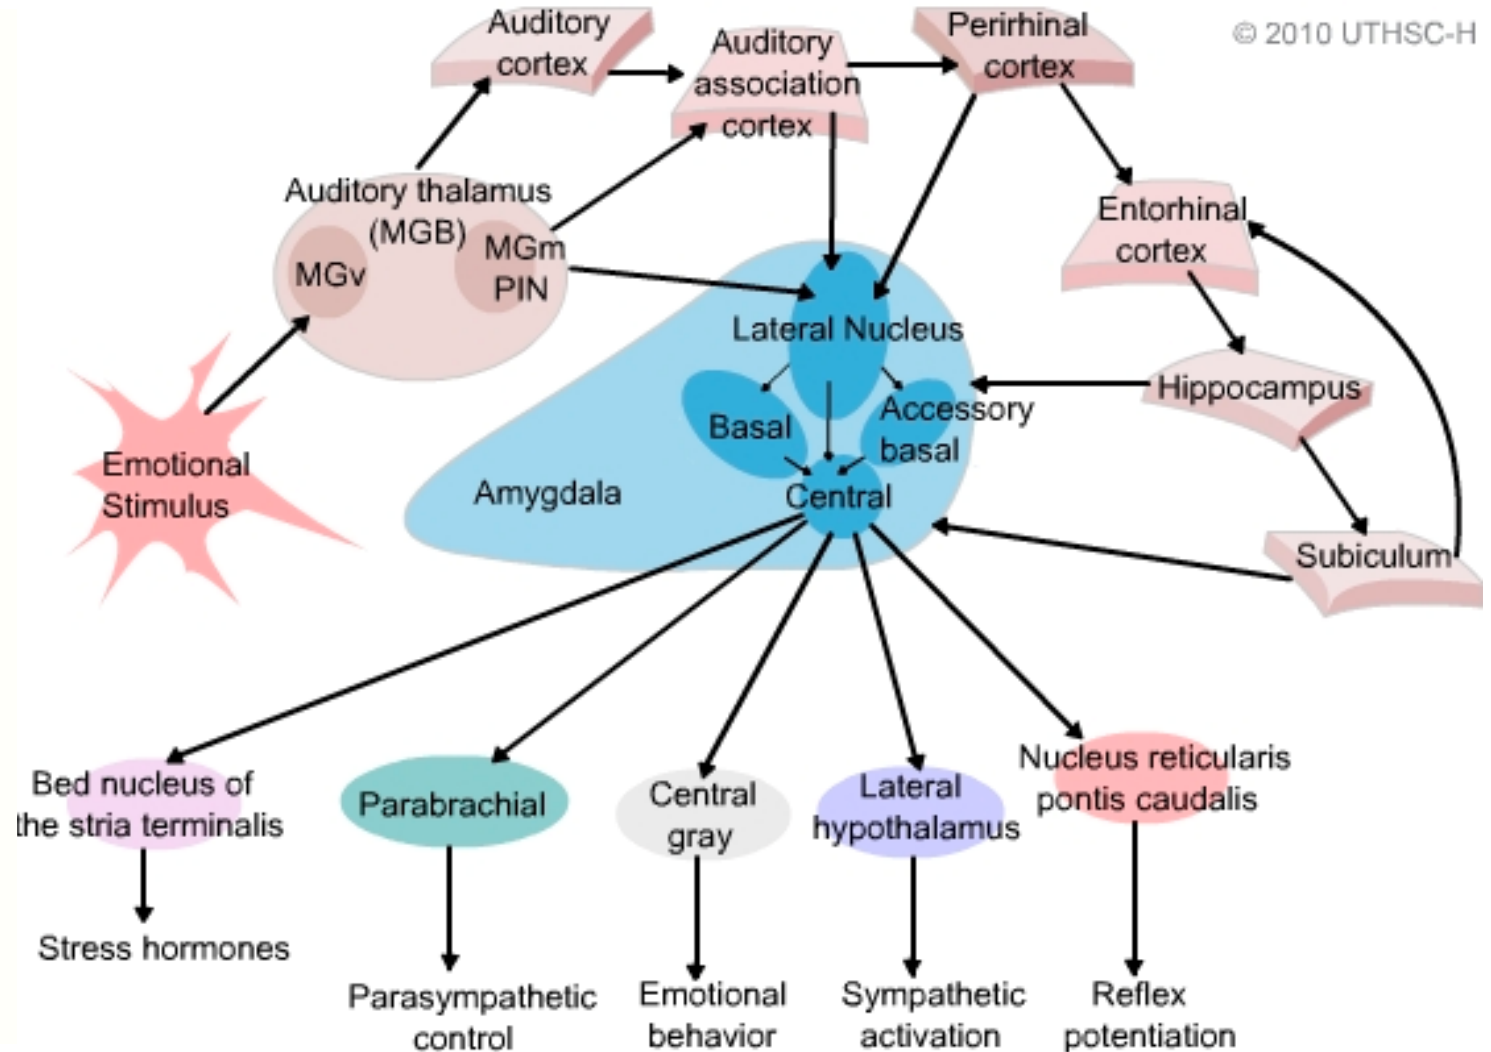 © 2010 UTHSC-H
Auditory
cortex
Auditory
association
cortex
Perirhinal
cortex
Auditory thalamus
(MGB)
MGv
MGm
PIN
Entorhinal
cortex
Lateral Nucleus
Hippocampus
Basal
Accessory
basal
Emotional
Stimulus
Amygdala
Central
Subiculum
Bed nucleus of
the stria terminalis
Parabrachial
Central
gray
Lateral
hypothalamus
Nucleus reticularis
pontis caudalis
Stress hormones
Parasympathetic
control
Emotional
behavior
Sympathetic
activation
Reflex
potentiation